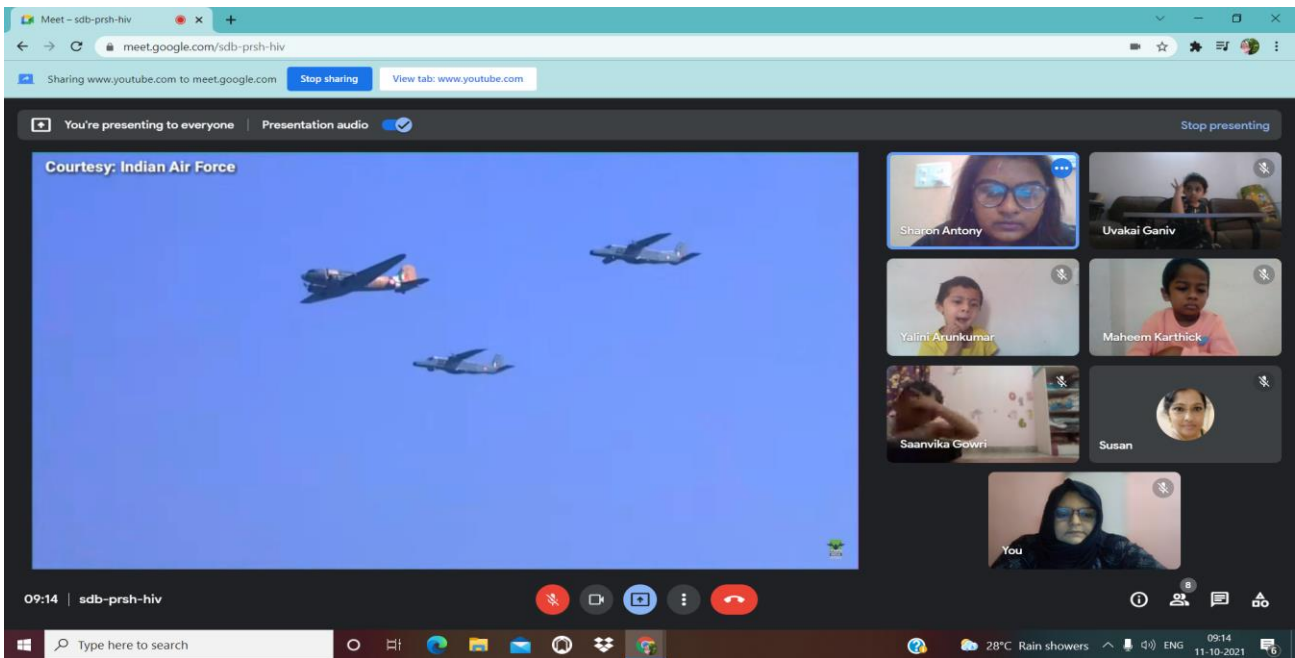 Meet – sdb-prsh-hiv
meet.google.com/sdb-prsh-hiv
Sharing www.youtube.com to meet.google.com
Stop sharing
View tab: www.youtube.com
You're presenting to everyone
Presentation audio
Stop presenting
Courtesy: Indian Air Force
Sharon Antony
Uvakai Ganiv
Yalini Arunkumar
Maheem Karthick
Saanvika Gowri
Susan
You
09:14 | sdb-prsh-hiv
8
Type here to search
28°C Rain showers
ENG
09:14
11-10-2021
6